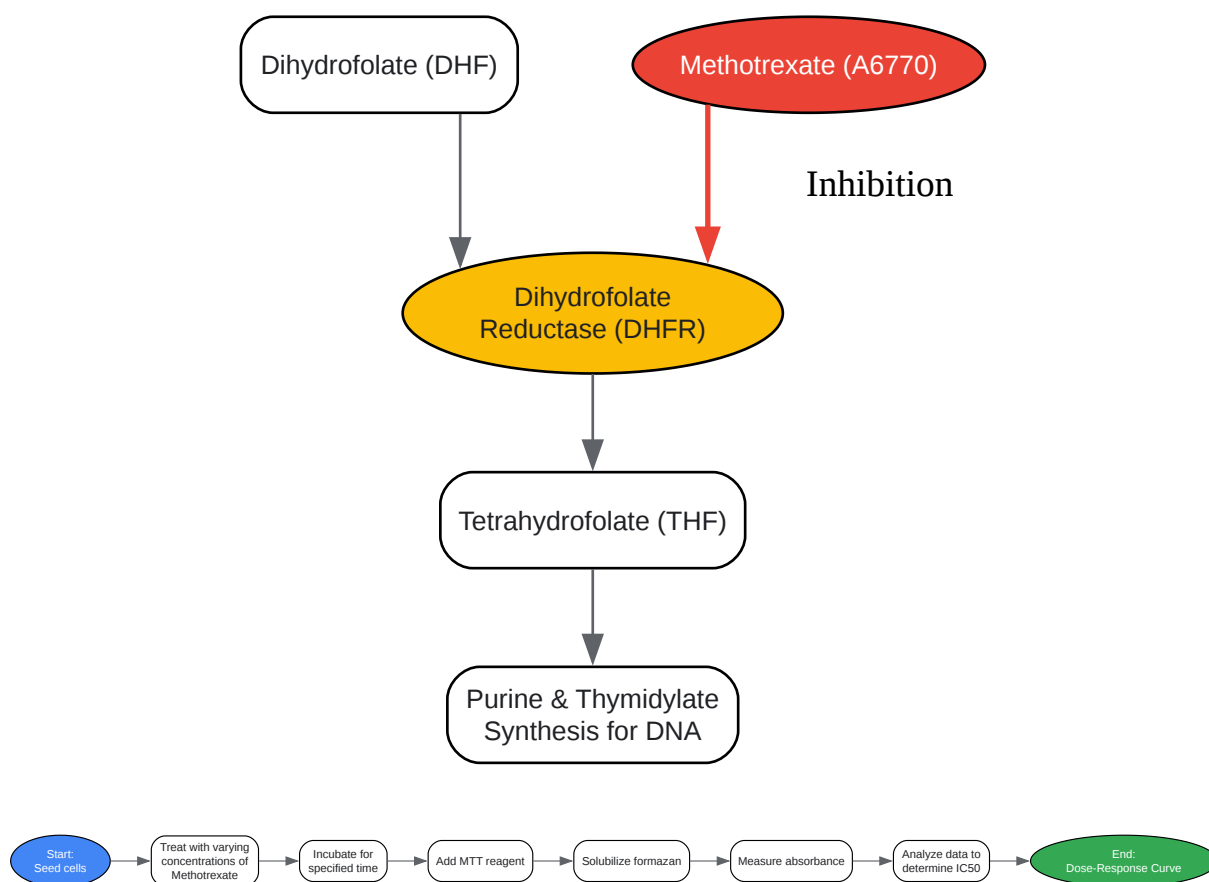 Dihydrofolate (DHF)
Methotrexate (A6770)
Inhibition
Dihydrofolate
Reductase (DHFR)
Tetrahydrofolate (THF)
Purine & Thymidylate
Synthesis for DNA
Start:
Seed cells
Treat with varying
concentrations of
Methotrexate
Incubate for
specified time
Add MTT reagent
Solubilize formazan
Measure absorbance
Analyze data to
determine IC50
End:
Dose-Response Curve